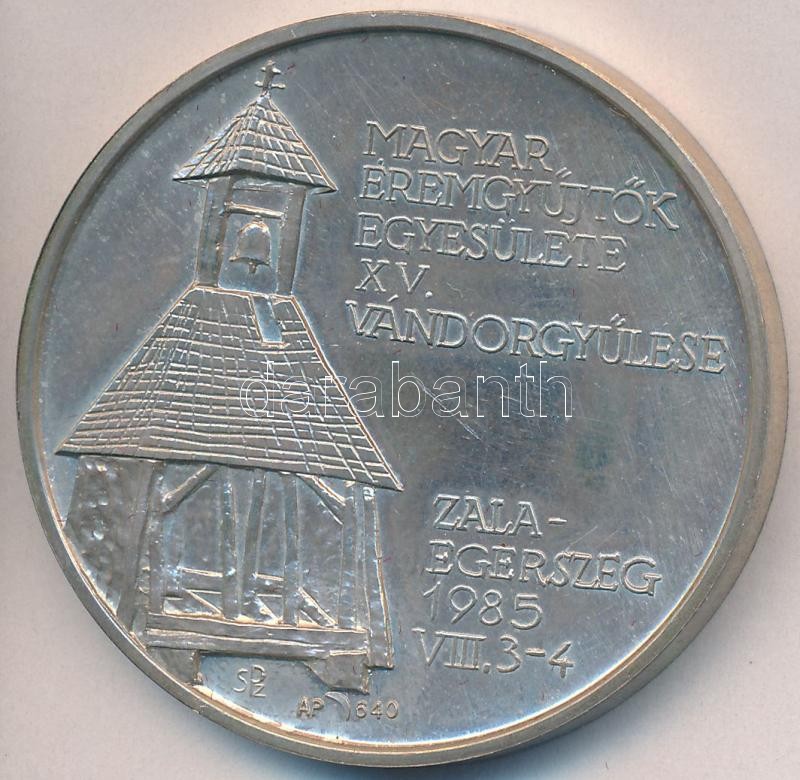 MAGYAR
ÉREMGYŰJTŐK
EGYESÜLETE
XV.
VÁNDORGYŰLESE
darabanth
ZALA-
EGERSZEG
1985
VIII. 3-4
AP 640